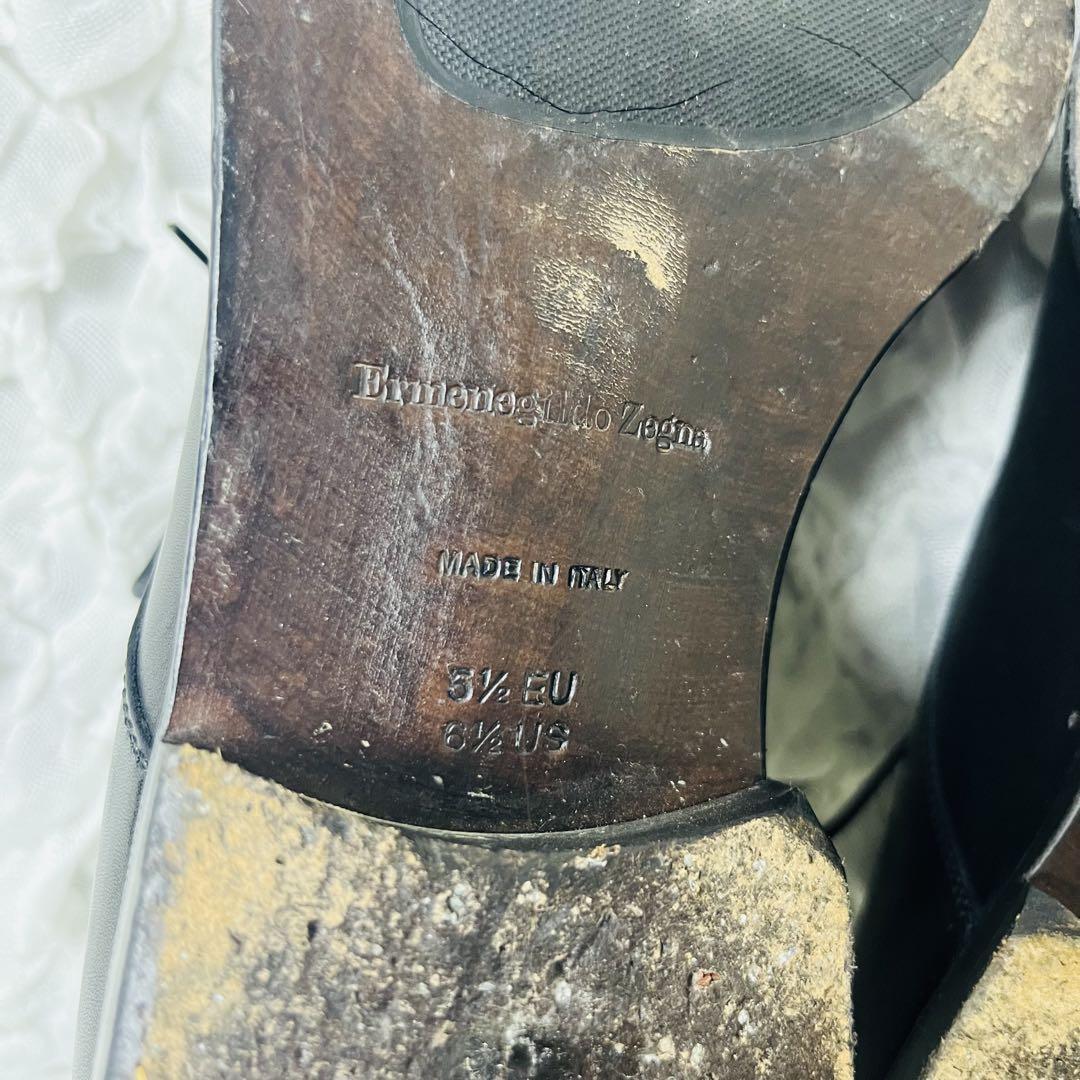 Ermenegildo Zegna
MADE IN ITALY
5½ EU
6½ US